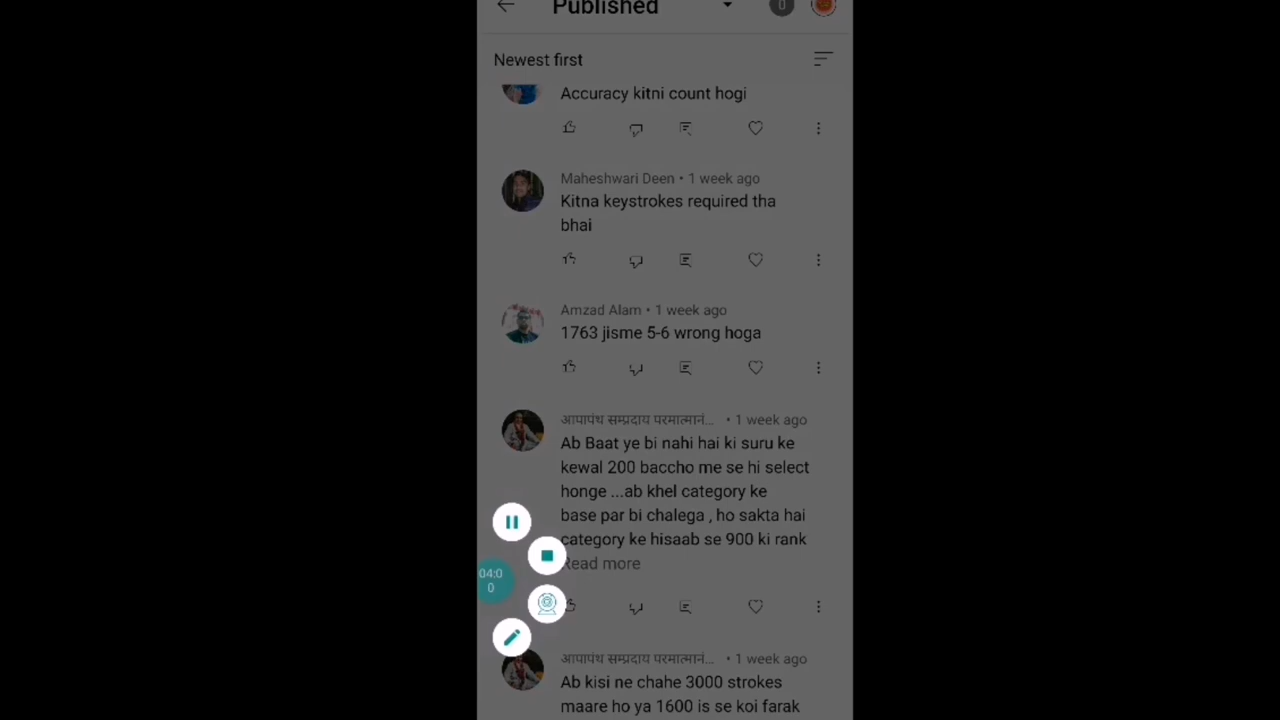 Published
0
Newest first
Accuracy kitni count hogi
Maheshwari Deen • 1 week ago
Kitna keystrokes required tha
bhai
Amzad Alam • 1 week ago
1763 jisme 5-6 wrong hoga
आपापंथ सम्प्रदाय परमात्मानं... • 1 week ago
Ab Baat ye bi nahi hai ki suru ke
kewal 200 baccho me se hi select
honge ...ab khel category ke
base par bi chalega , ho sakta hai
category ke hisaab se 900 ki rank
Read more
04:0
0
आपापंथ सम्प्रदाय परमात्मानं... • 1 week ago
Ab kisi ne chahe 3000 strokes
maare ho ya 1600 is se koi farak